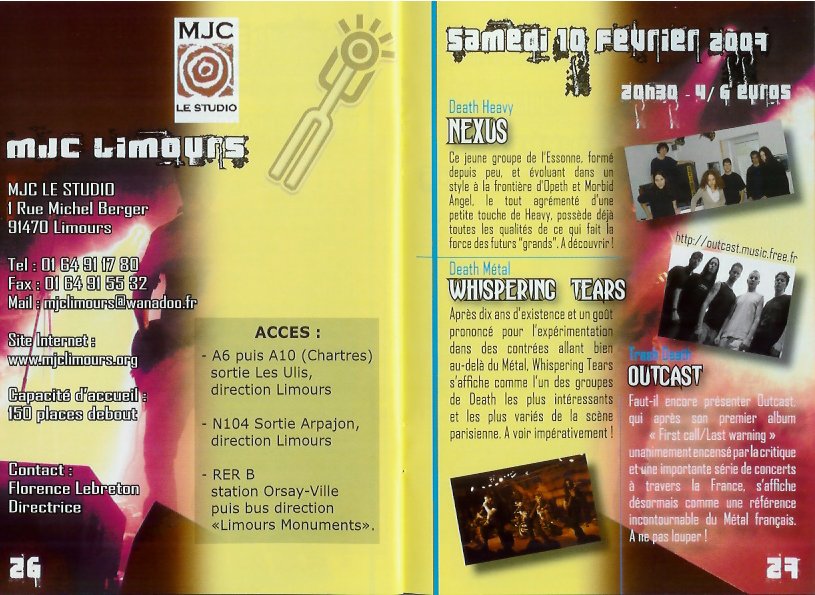 MJC
LE STUDIO
MJC Limours
MJC LE STUDIO
1 Rue Michel Berger
91470 Limours
Tel : 01 64 91 17 80
Fax : 01 64 91 55 32
Mail : mjclimours@wanadoo.fr
Site Internet :
www.mjclimours.org
Capacité d'accueil :
150 places debout
Contact :
Florence Lebreton
Directrice
ACCES :
- A6 puis A10 (Chartres)
sortie Les Ulis,
direction Limours
- N104 Sortie Arpajon,
direction Limours
- RER B
station Orsay-Ville
puis bus direction
«Limours Monuments».
26
Samedi 10 Fevrier 2007
20h30 - 4/6 euros
Death Heavy
NEXUS
Ce jeune groupe de l'Essonne, formé
depuis peu, et évoluant dans un
style à la frontière d'Opeth et Morbid
Angel, le tout agrémenté d'une
petite touche de Heavy, possède déjà
toutes les qualités de ce qui fait la
force des futurs "grands". A découvrir !
Death Métal
WHISPERING TEARS
Après dix ans d'existence et un goût
prononcé pour l'expérimentation
dans des contrées allant bien
au-delà du Métal, Whispering Tears
s'affiche comme l'un des groupes
de Death les plus intéressants
et les plus variés de la scène
parisienne. A voir impérativement !
http://outcast.music.free.fr
Trash Death
OUTCAST
Faut-il encore présenter Outcast,
qui après son premier album
« First call/Last warning »
unanimement encensé par la critique
et une importante série de concerts
à travers la France, s'affiche
désormais comme une référence
incontournable du Métal français.
A ne pas louper !
27